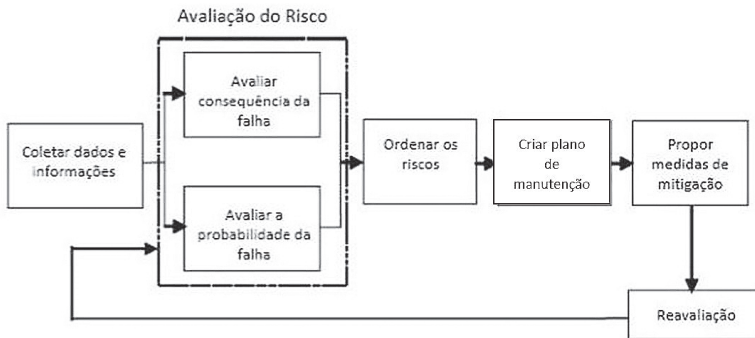 Avaliação do Risco
Coletar dados e
informações
Avaliar
consequência da
falha
Avaliar a
probabilidade da
falha
Ordenar os
riscos
Criar plano
de
manutenção
Propor
medidas de
mitigação
Reavaliação